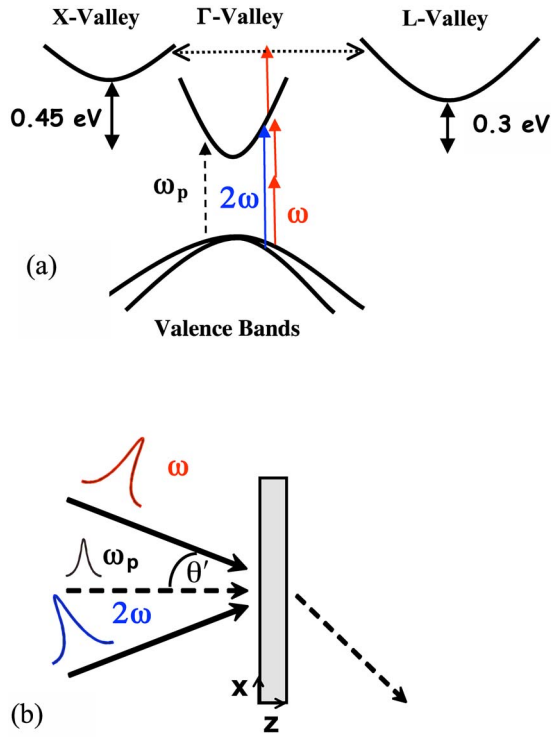 X-Valley Γ-Valley L-Valley
0.45 eV 0.3 eV
ωp 2ω ω
(a)
Valence Bands
ω
ωp θ'
2ω
x
z
(b)